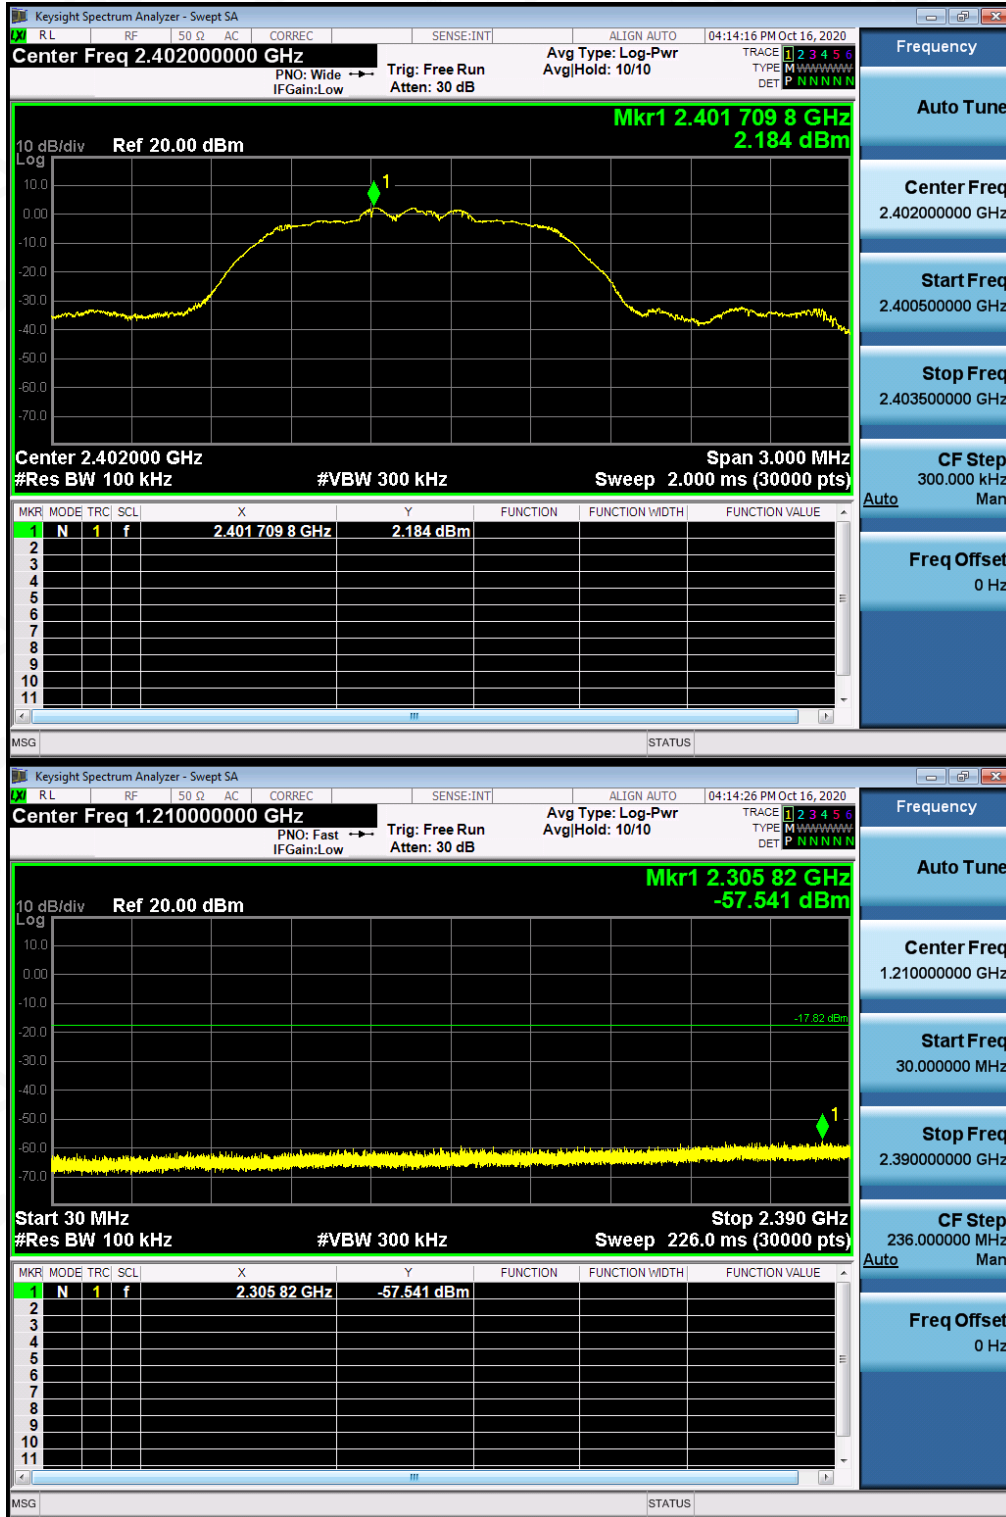 Keysight Spectrum Analyzer - Swept SA
LXI RL RF 50 Ω AC CORREC SENSE:INT ALIGN AUTO 04:14:16 PM Oct 16, 2020
Center Freq 2.402000000 GHz Avg Type: Log-Pwr TRACE 1 2 3 4 5 6
PNO: Wide Trig: Free Run Avg|Hold: 10/10 TYPE M WWWWW
IFGain:Low Atten: 30 dB DET P N N N N N
Mkr1 2.401 709 8 GHz
2.184 dBm
10 dB/div Ref 20.00 dBm
Log
10.0
0.00
-10.0
-20.0
-30.0
-40.0
-50.0
-60.0
-70.0
1
Center 2.402000 GHz Span 3.000 MHz
#Res BW 100 kHz #VBW 300 kHz Sweep 2.000 ms (30000 pts)
MKR MODE TRC SCL X Y FUNCTION FUNCTION WIDTH FUNCTION VALUE
1 N 1 f 2.401 709 8 GHz 2.184 dBm
2
3
4
5
6
7
8
9
10
11
MSG STATUS
Frequency
Auto Tune
Center Freq
2.402000000 GHz
Start Freq
2.400500000 GHz
Stop Freq
2.403500000 GHz
CF Step
300.000 kHz
Auto Man
Freq Offset
0 Hz
Keysight Spectrum Analyzer - Swept SA
LXI RL RF 50 Ω AC CORREC SENSE:INT ALIGN AUTO 04:14:26 PM Oct 16, 2020
Center Freq 1.210000000 GHz Avg Type: Log-Pwr TRACE 1 2 3 4 5 6
PNO: Fast Trig: Free Run Avg|Hold: 10/10 TYPE M WWWWW
IFGain:Low Atten: 30 dB DET P N N N N N
Mkr1 2.305 82 GHz
-57.541 dBm
10 dB/div Ref 20.00 dBm
Log
10.0
0.00
-10.0
-20.0
-30.0
-40.0
-50.0
-60.0
-70.0
-17.82 dBm
1
Start 30 MHz Stop 2.390 GHz
#Res BW 100 kHz #VBW 300 kHz Sweep 226.0 ms (30000 pts)
MKR MODE TRC SCL X Y FUNCTION FUNCTION WIDTH FUNCTION VALUE
1 N 1 f 2.305 82 GHz -57.541 dBm
2
3
4
5
6
7
8
9
10
11
MSG STATUS
Frequency
Auto Tune
Center Freq
1.210000000 GHz
Start Freq
30.000000 MHz
Stop Freq
2.390000000 GHz
CF Step
236.000000 MHz
Auto Man
Freq Offset
0 Hz